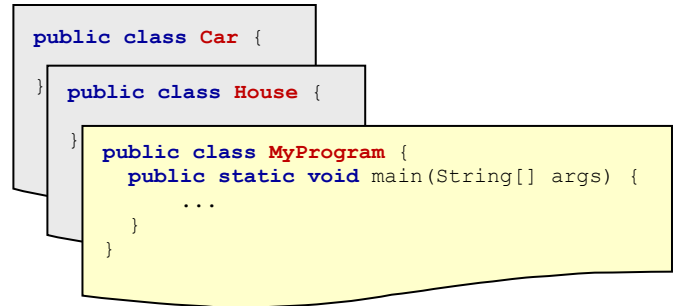 public class Car {
}
public class House {
}
public class MyProgram {
public static void main(String[] args) {
...
}
}